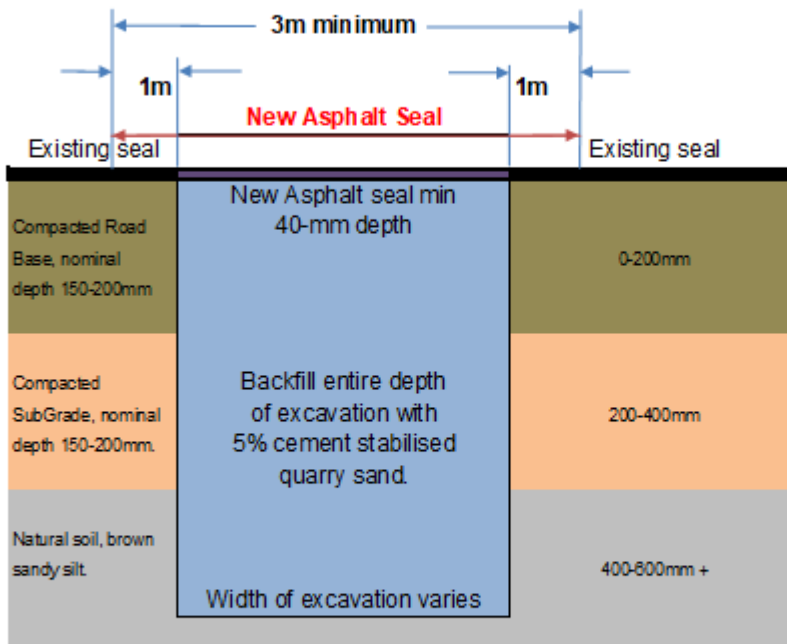 3m minimum
1m
1m
New Asphalt Seal
Existing seal
Existing seal
New Asphalt seal min
40-mm depth
Compacted Road
Base, nominal
depth 150-200mm
0-200mm
Compacted
SubGrade, nominal
depth 150-200mm.
Backfill entire depth
of excavation with
5% cement stabilised
quarry sand.
200-400mm
Natural soil, brown
sandy silt.
400-600mm +
Width of excavation varies